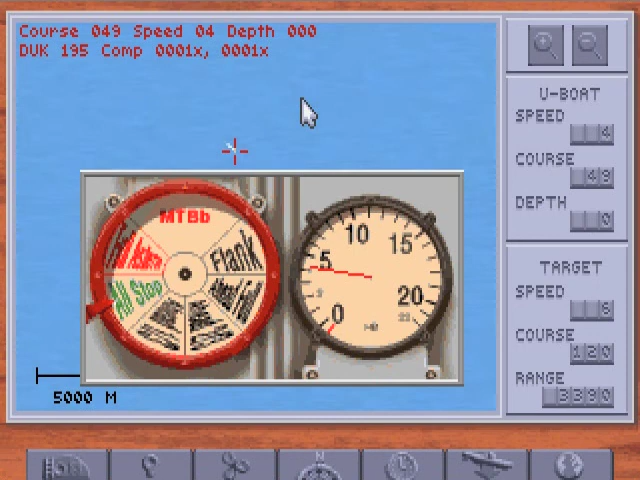 Course 049 Speed 04 Depth 000
DUK 195 Comp 0001x, 0001x
U-BOAT
SPEED
4
COURSE
49
DEPTH
0
TARGET
SPEED
6
COURSE
120
RANGE
3390
MTBb
Flank
All Stop
0
5
10
15
20
5000 M
N